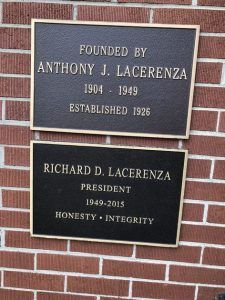 FOUNDED BY
ANTHONY J. LACERENZA
1904 - 1949
ESTABLISHED 1926
RICHARD D. LACERENZA
PRESIDENT
1949-2015
HONESTY • INTEGRITY